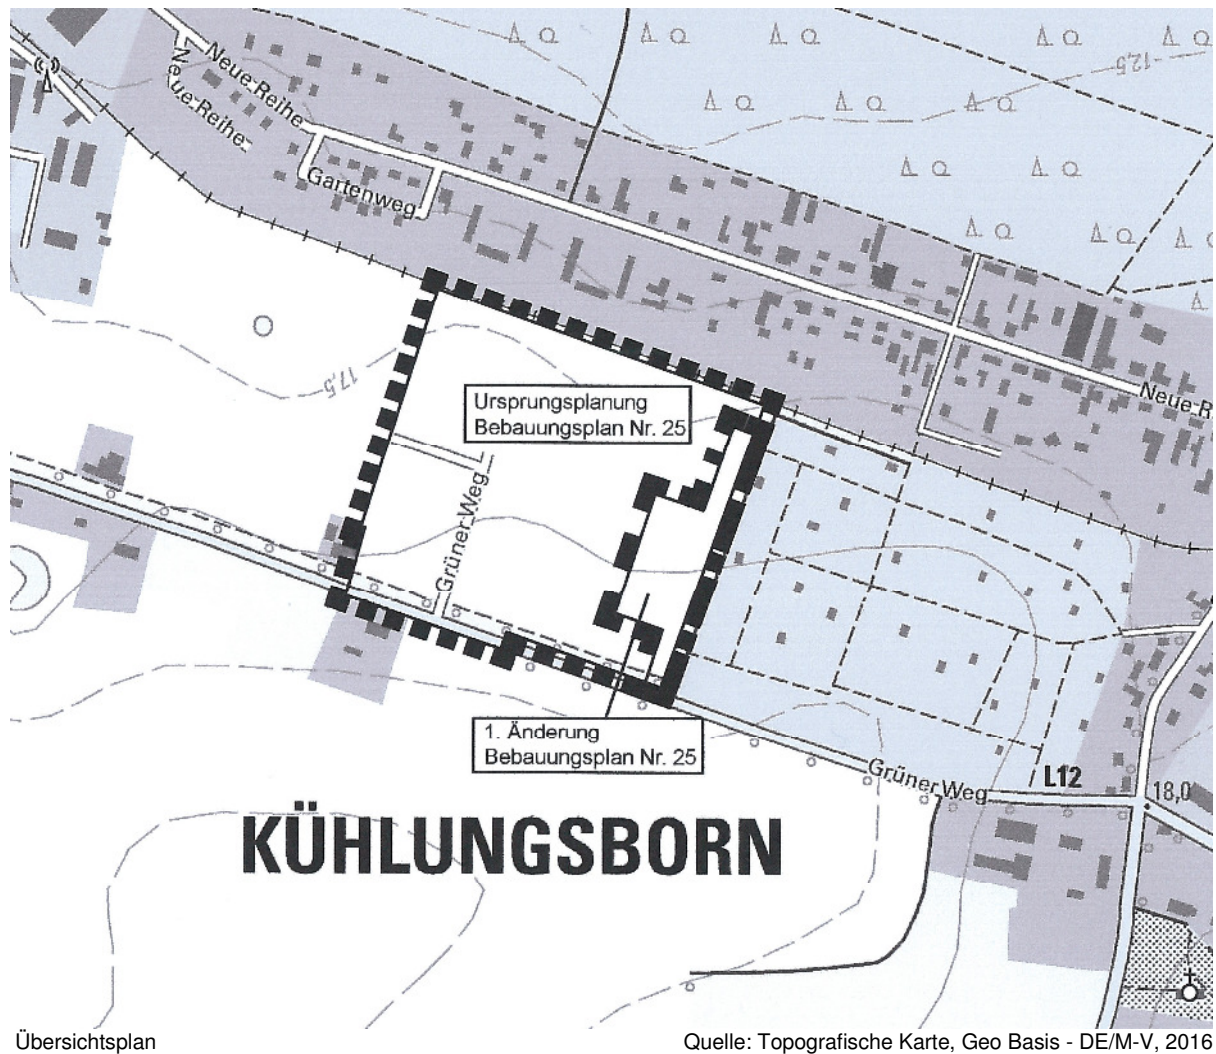 Neue Reihe
Neue Reihe
Gartenweg
12,5
17,5
Ursprungsplanung
Bebauungsplan Nr. 25
Neue R
Grüner Weg
1. Änderung
Bebauungsplan Nr. 25
Grüner Weg
L12
18,0
KÜHLUNGSBORN
Übersichtsplan
Quelle: Topografische Karte, Geo Basis - DE/M-V, 2016